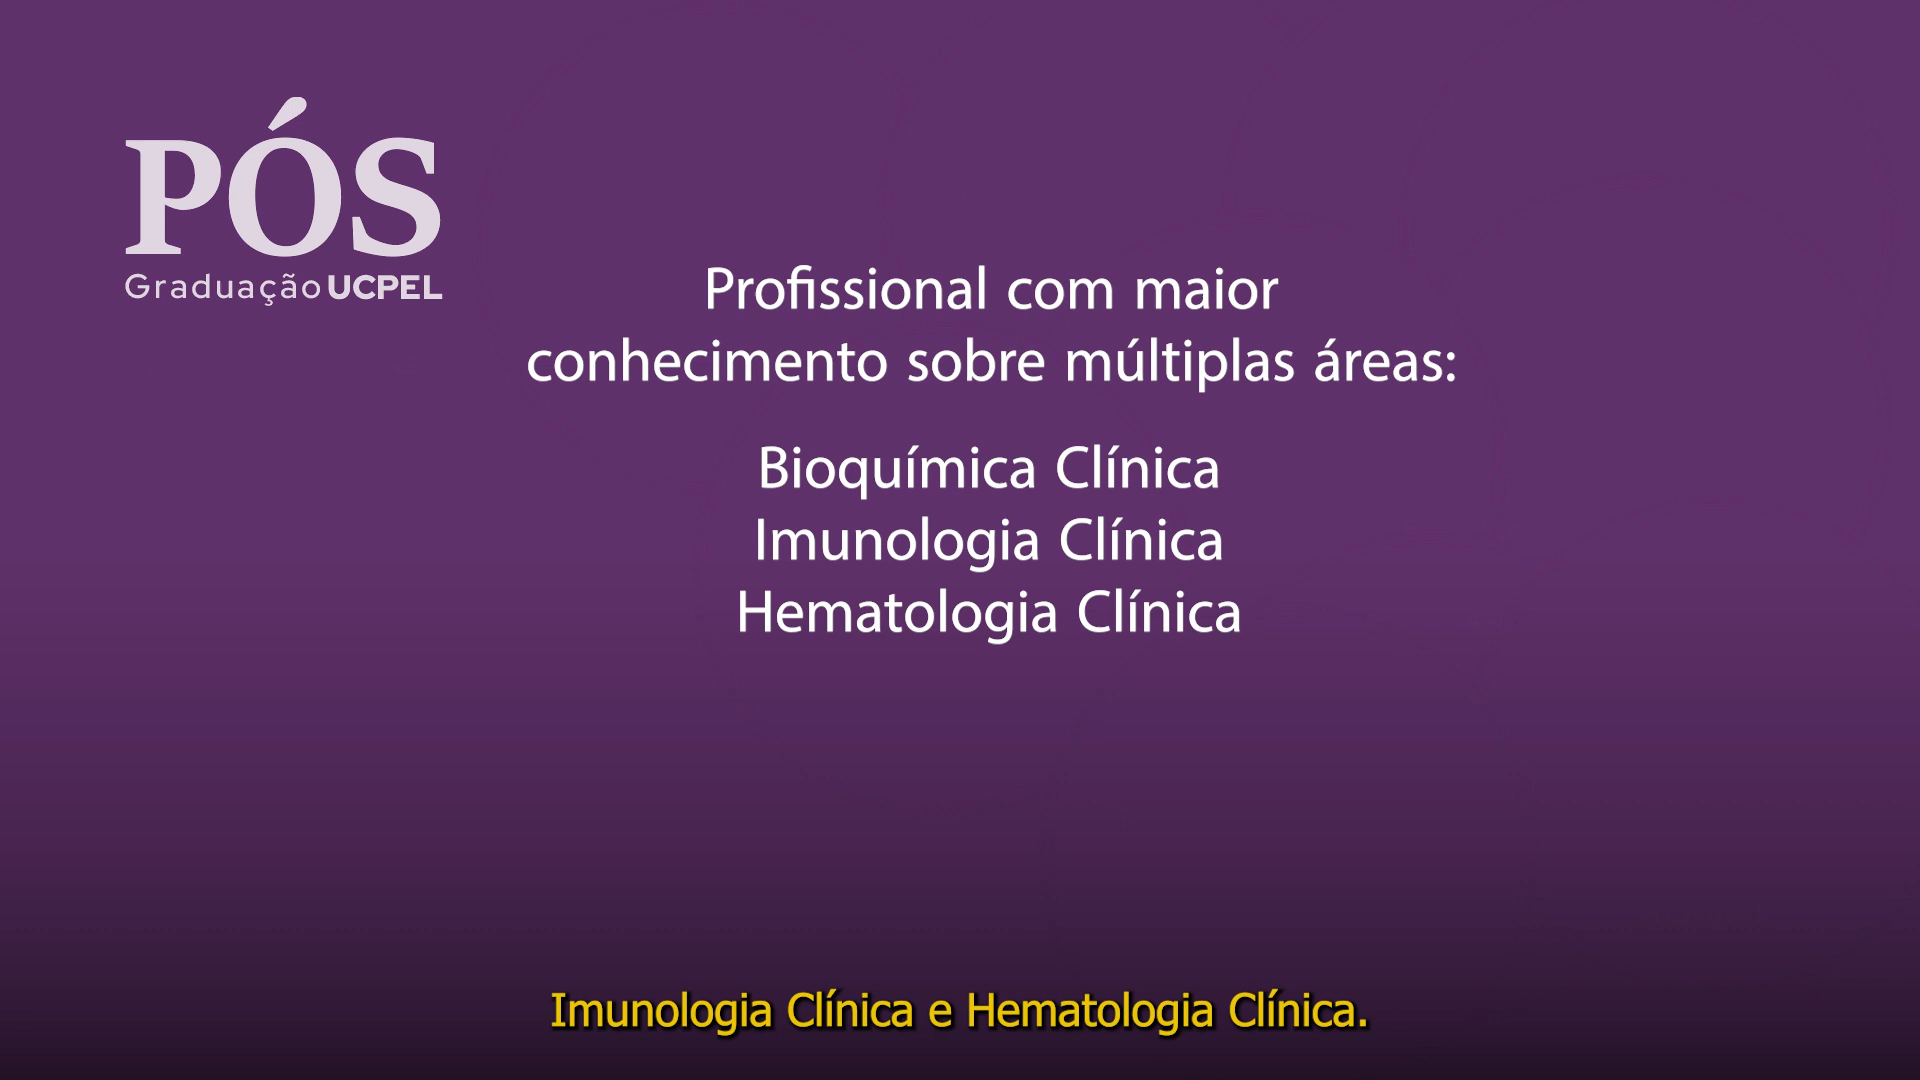 PÓS
Graduação UCPEL
Profissional com maior
conhecimento sobre múltiplas áreas:
Bioquímica Clínica
Imunologia Clínica
Hematologia Clínica
Imunologia Clínica e Hematologia Clínica.